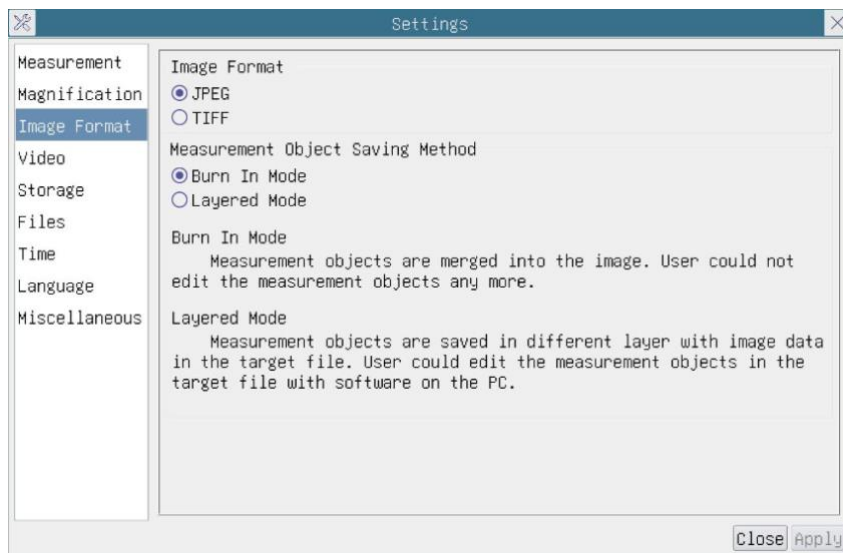 Settings
Measurement
Magnification
Image Format
Video
Storage
Files
Time
Language
Miscellaneous
Image Format
JPEG
TIFF
Measurement Object Saving Method
Burn In Mode
Layered Mode
Burn In Mode
Measurement objects are merged into the image. User could not
edit the measurement objects any more.
Layered Mode
Measurement objects are saved in different layer with image data
in the target file. User could edit the measurement objects in the
target file with software on the PC.
Close
Apply